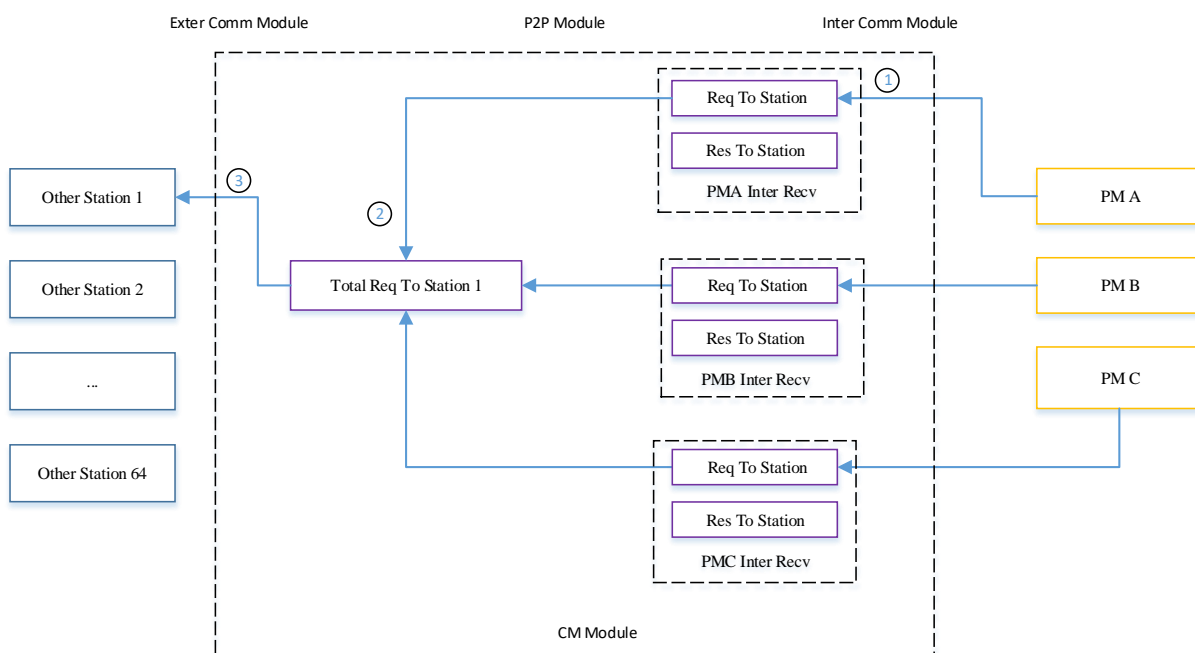 Exter Comm Module
P2P Module
Inter Comm Module
1
Req To Station
Res To Station
PMA Inter Recv
PM A
3
Other Station 1
2
Other Station 2
Total Req To Station 1
Req To Station
Res To Station
PMB Inter Recv
PM B
...
PM C
Other Station 64
Req To Station
Res To Station
PMC Inter Recv
CM Module